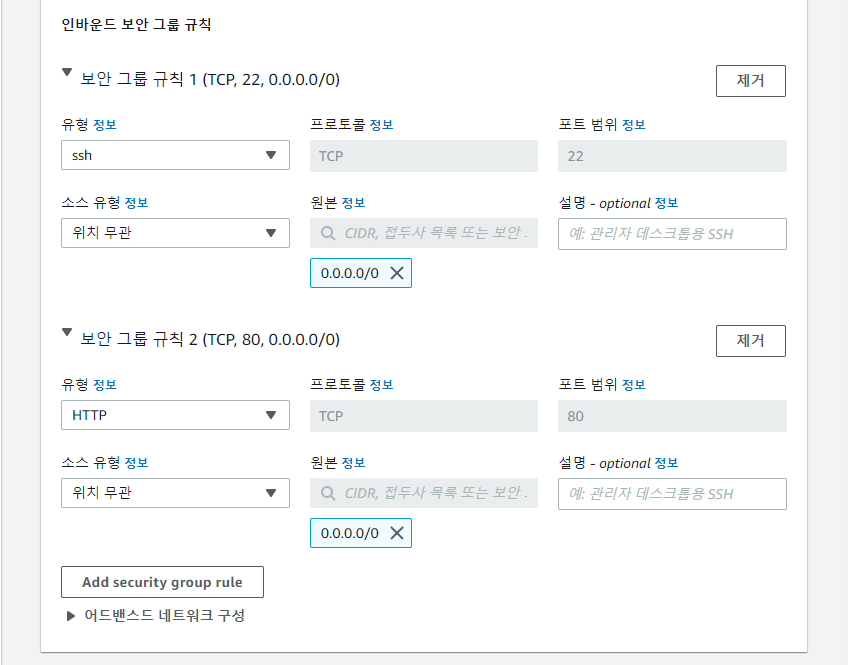 인바운드 보안 그룹 규칙
보안 그룹 규칙 1 (TCP, 22, 0.0.0.0/0)
제거
유형 정보
프로토콜 정보
포트 범위 정보
ssh
TCP
22
소스 유형 정보
원본 정보
설명 - optional 정보
위치 무관
CIDR, 접두사 목록 또는 보안 .
예: 관리자 데스크톱용 SSH
0.0.0.0/0
보안 그룹 규칙 2 (TCP, 80, 0.0.0.0/0)
제거
유형 정보
프로토콜 정보
포트 범위 정보
HTTP
TCP
80
소스 유형 정보
원본 정보
설명 - optional 정보
위치 무관
CIDR, 접두사 목록 또는 보안 .
예: 관리자 데스크톱용 SSH
0.0.0.0/0
Add security group rule
어드밴스드 네트워크 구성